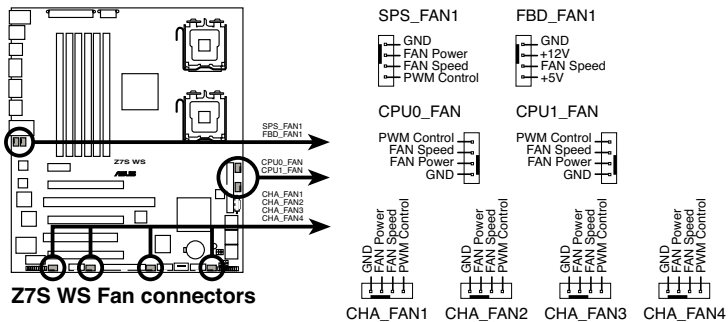 SPS_FAN1
GND
FAN Power
FAN Speed
PWM Control
FBD_FAN1
GND
+12V
FAN Speed
+5V
SPS_FAN1
FBD_FAN1
CPU0_FAN
PWM Control
FAN Speed
FAN Power
GND
CPU1_FAN
PWM Control
FAN Speed
FAN Power
GND
Z7S WS
ASUS
CPU0_FAN
CPU1_FAN
CHA_FAN1
CHA_FAN2
CHA_FAN3
CHA_FAN4
GND
FAN Power
FAN Speed
PWM Control
CHA_FAN1
GND
FAN Power
FAN Speed
PWM Control
CHA_FAN2
GND
FAN Power
FAN Speed
PWM Control
CHA_FAN3
GND
FAN Power
FAN Speed
PWM Control
CHA_FAN4
Z7S WS Fan connectors